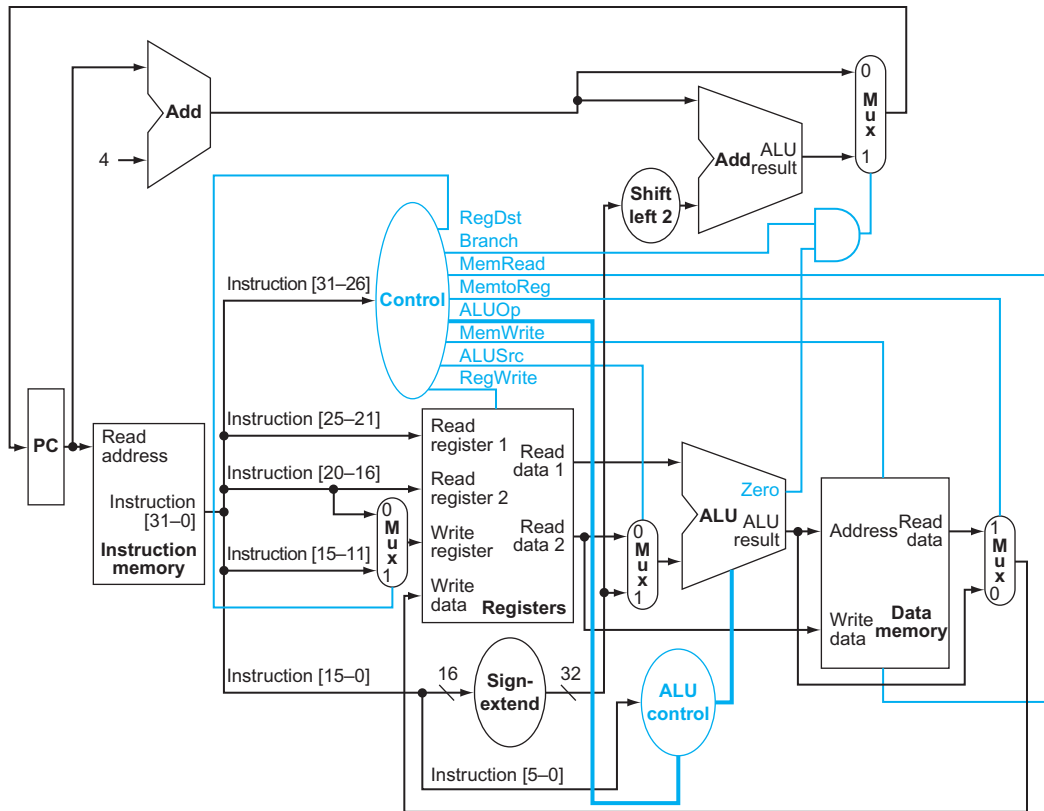 0
M
u
x
1
Add
4
Add
ALU
result
Shift
left 2
RegDst
Branch
MemRead
MemtoReg
ALUOp
MemWrite
ALUSrc
RegWrite
Control
Instruction [31–26]
PC
Read
address
Instruction
[31–0]
Instruction
memory
Instruction [25–21]
Instruction [20–16]
Instruction [15–11]
0
M
u
x
1
Read
register 1
Read
register 2
Write
register
Write
data
Read
data 1
Read
data 2
Registers
0
M
u
x
1
Zero
ALU
ALU
result
Address
Read
data
Write
data
Data
memory
1
M
u
x
0
Instruction [15–0]
16
Sign-
extend
32
ALU
control
Instruction [5–0]